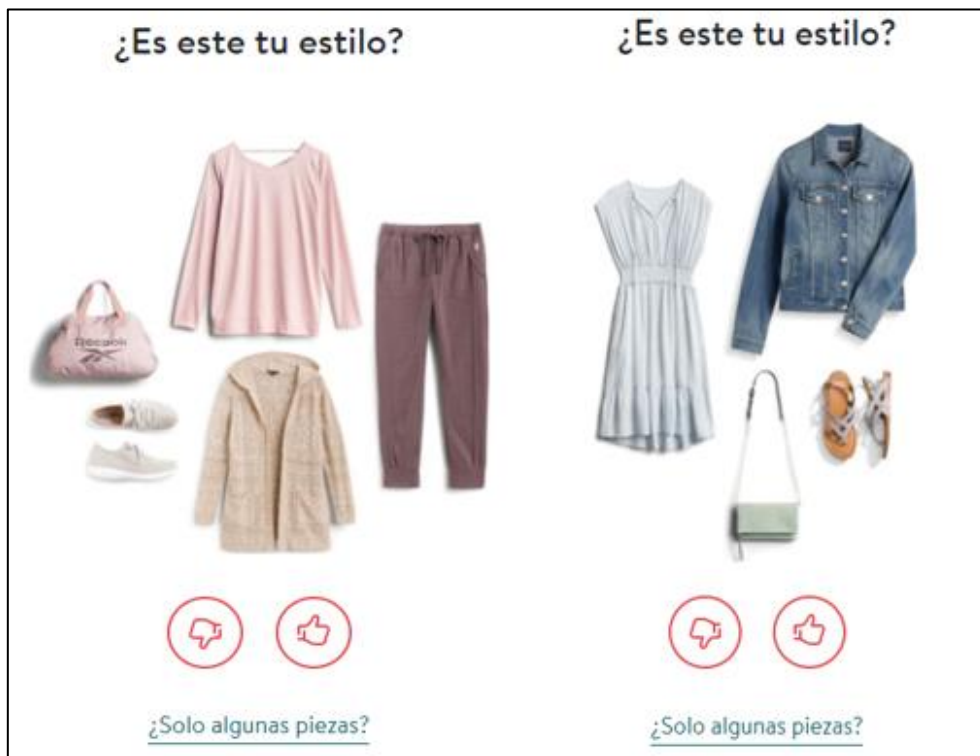 ¿Es este tu estilo?
Reebok
¿Solo algunas piezas?
¿Es este tu estilo?
¿Solo algunas piezas?